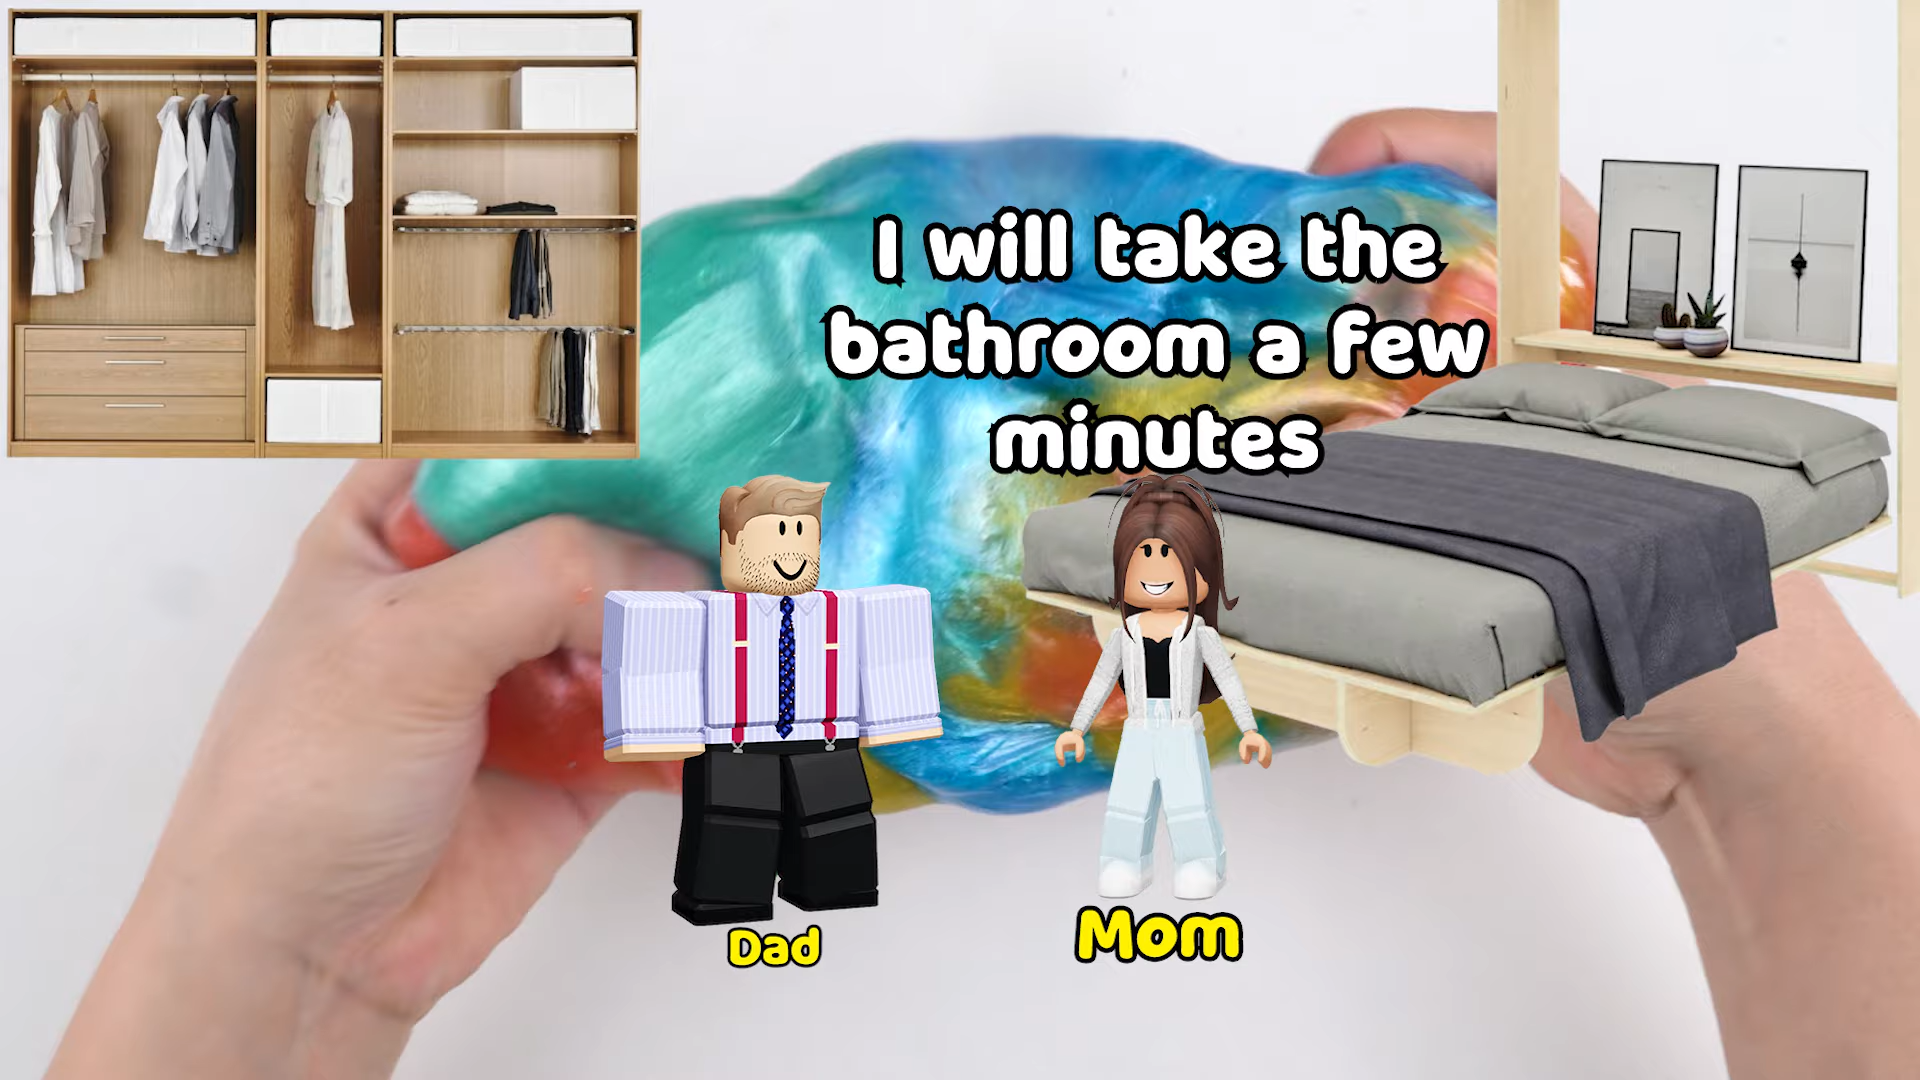 I will take the
bathroom a few
minutes
Dad
Mom